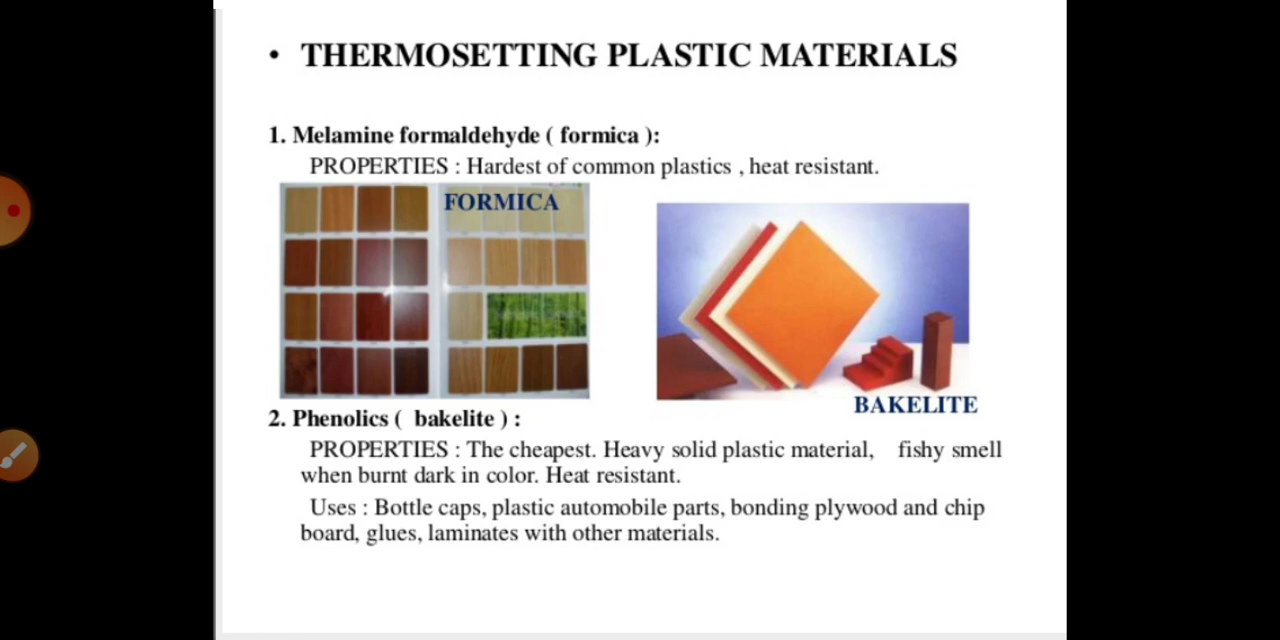 • THERMOSETTING PLASTIC MATERIALS
1. Melamine formaldehyde ( formica ):
PROPERTIES : Hardest of common plastics , heat resistant.
FORMICA
BAKELITE
2. Phenolics ( bakelite ) :
PROPERTIES : The cheapest. Heavy solid plastic material, fishy smell
when burnt dark in color. Heat resistant.
Uses : Bottle caps, plastic automobile parts, bonding plywood and chip
board, glues, laminates with other materials.